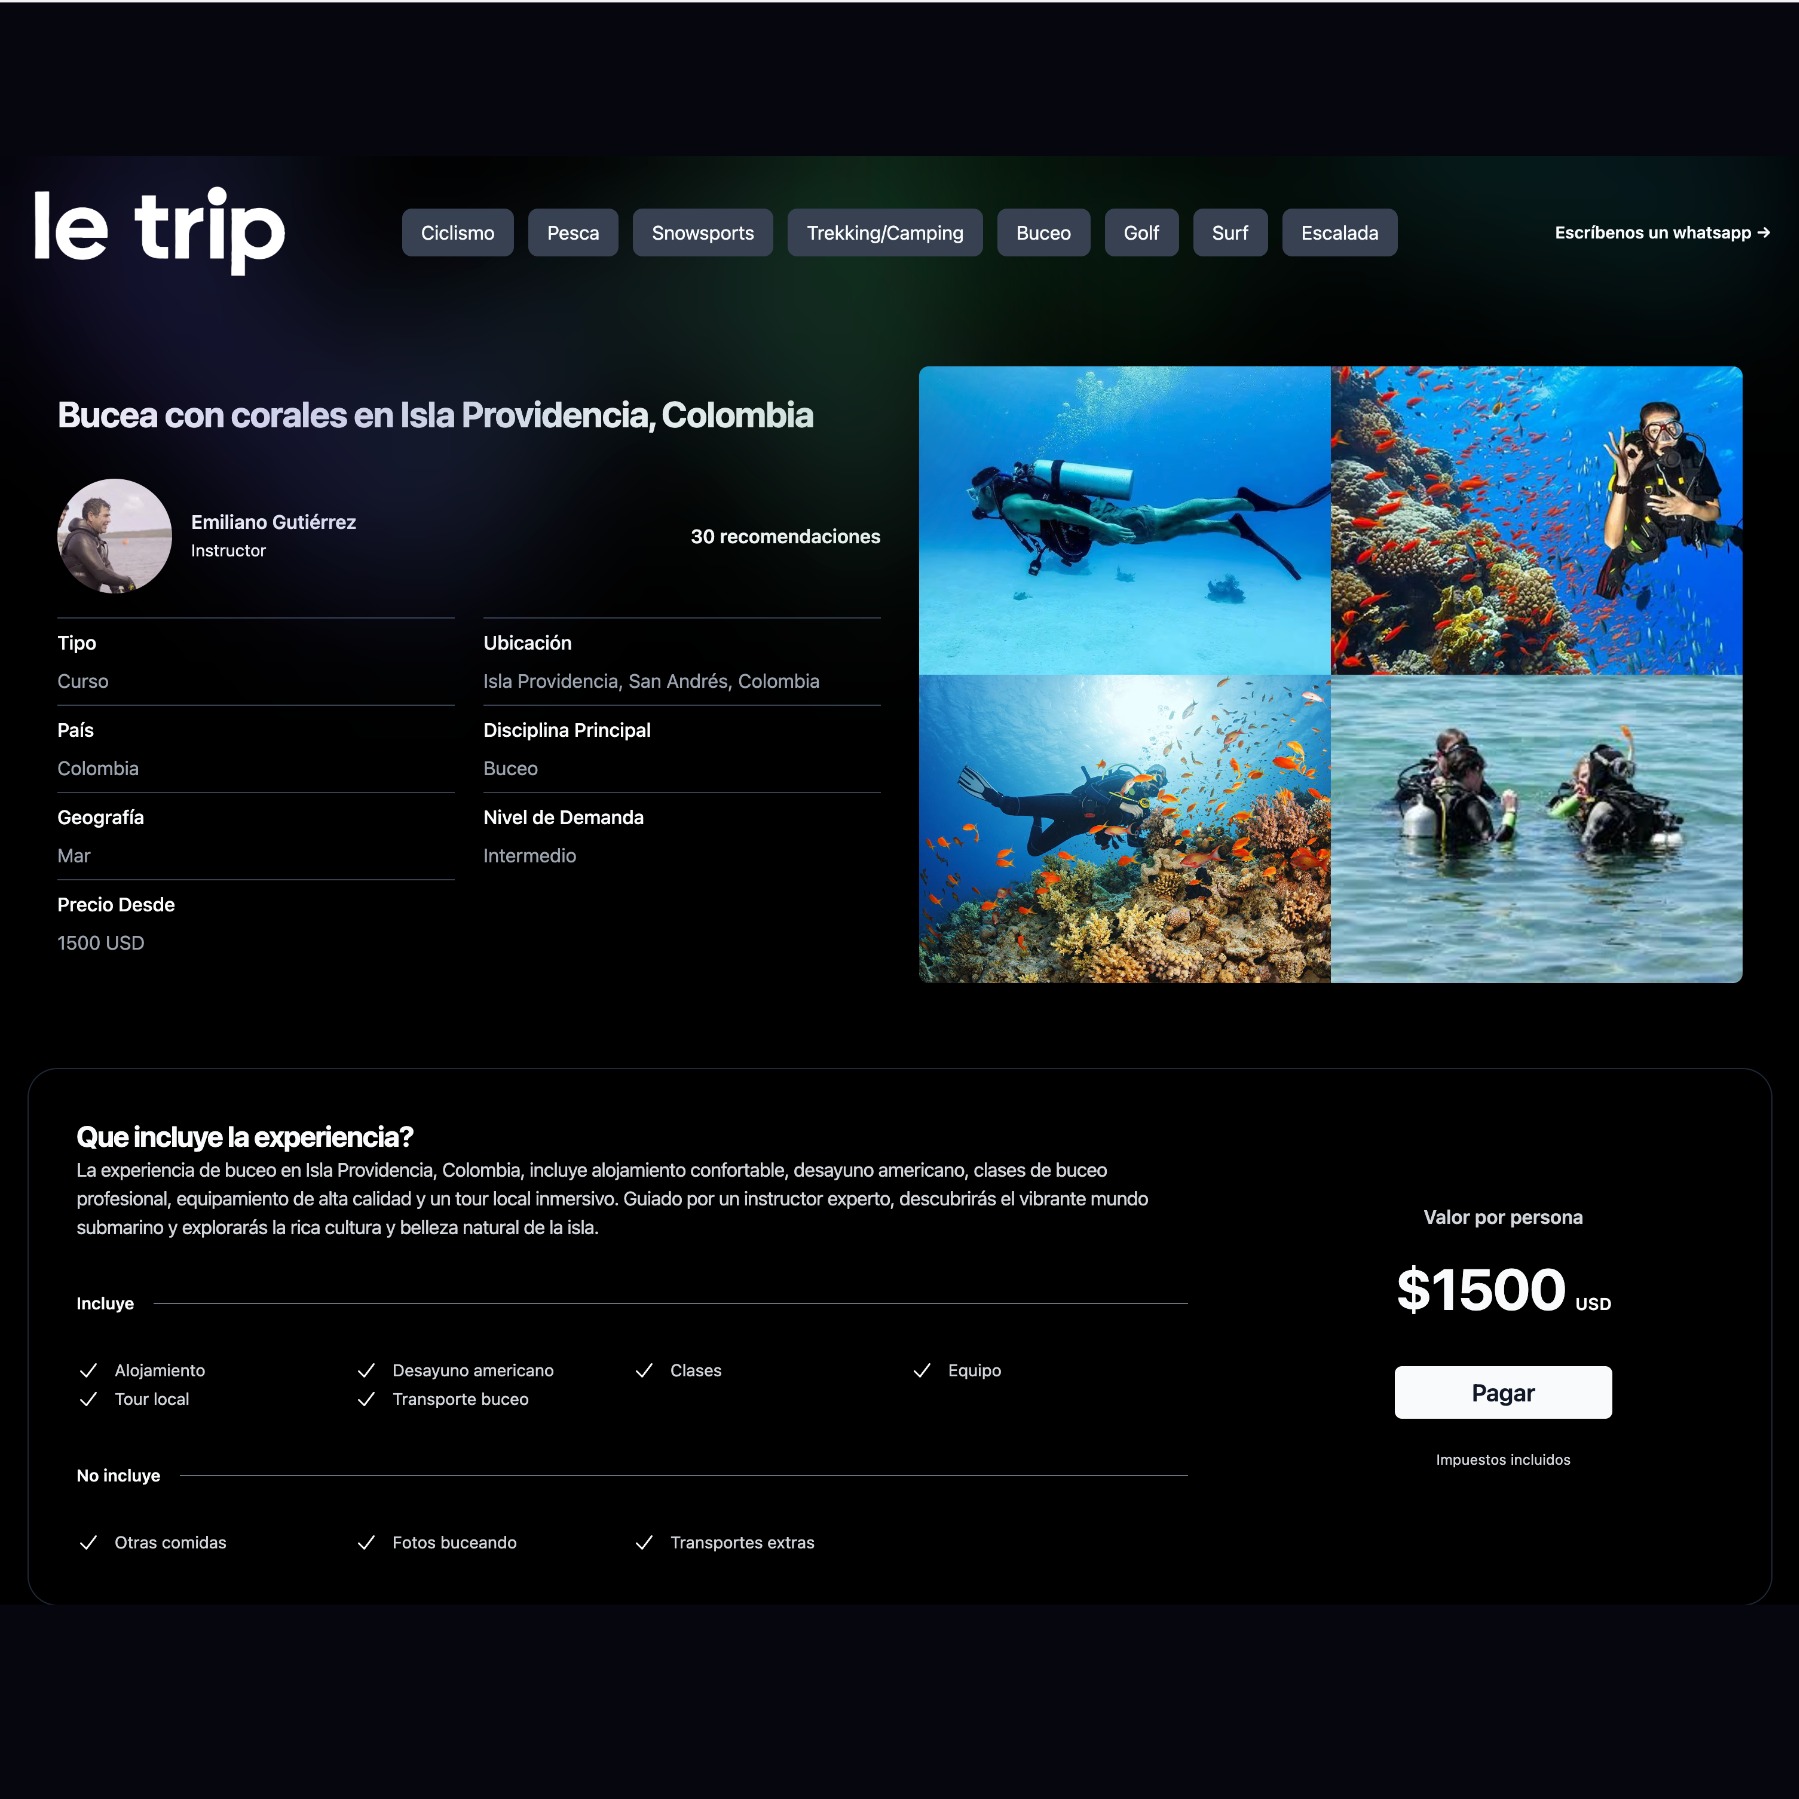 le trip
Ciclismo
Pesca
Snowsports
Trekking/Camping
Buceo
Golf
Surf
Escalada
Escríbenos un whatsapp →
Bucea con corales en Isla Providencia, Colombia
Emiliano Gutiérrez
Instructor
30 recomendaciones
Tipo
Curso
Ubicación
Isla Providencia, San Andrés, Colombia
País
Colombia
Disciplina Principal
Buceo
Geografía
Mar
Nivel de Demanda
Intermedio
Precio Desde
1500 USD
Que incluye la experiencia?
La experiencia de buceo en Isla Providencia, Colombia, incluye alojamiento confortable, desayuno americano, clases de buceo
profesional, equipamiento de alta calidad y un tour local inmersivo. Guiado por un instructor experto, descubrirás el vibrante mundo
submarino y explorarás la rica cultura y belleza natural de la isla.
Incluye
Alojamiento
Desayuno americano
Clases
Equipo
Tour local
Transporte buceo
No incluye
Otras comidas
Fotos buceando
Transportes extras
Valor por persona
$1500 USD
Pagar
Impuestos incluidos